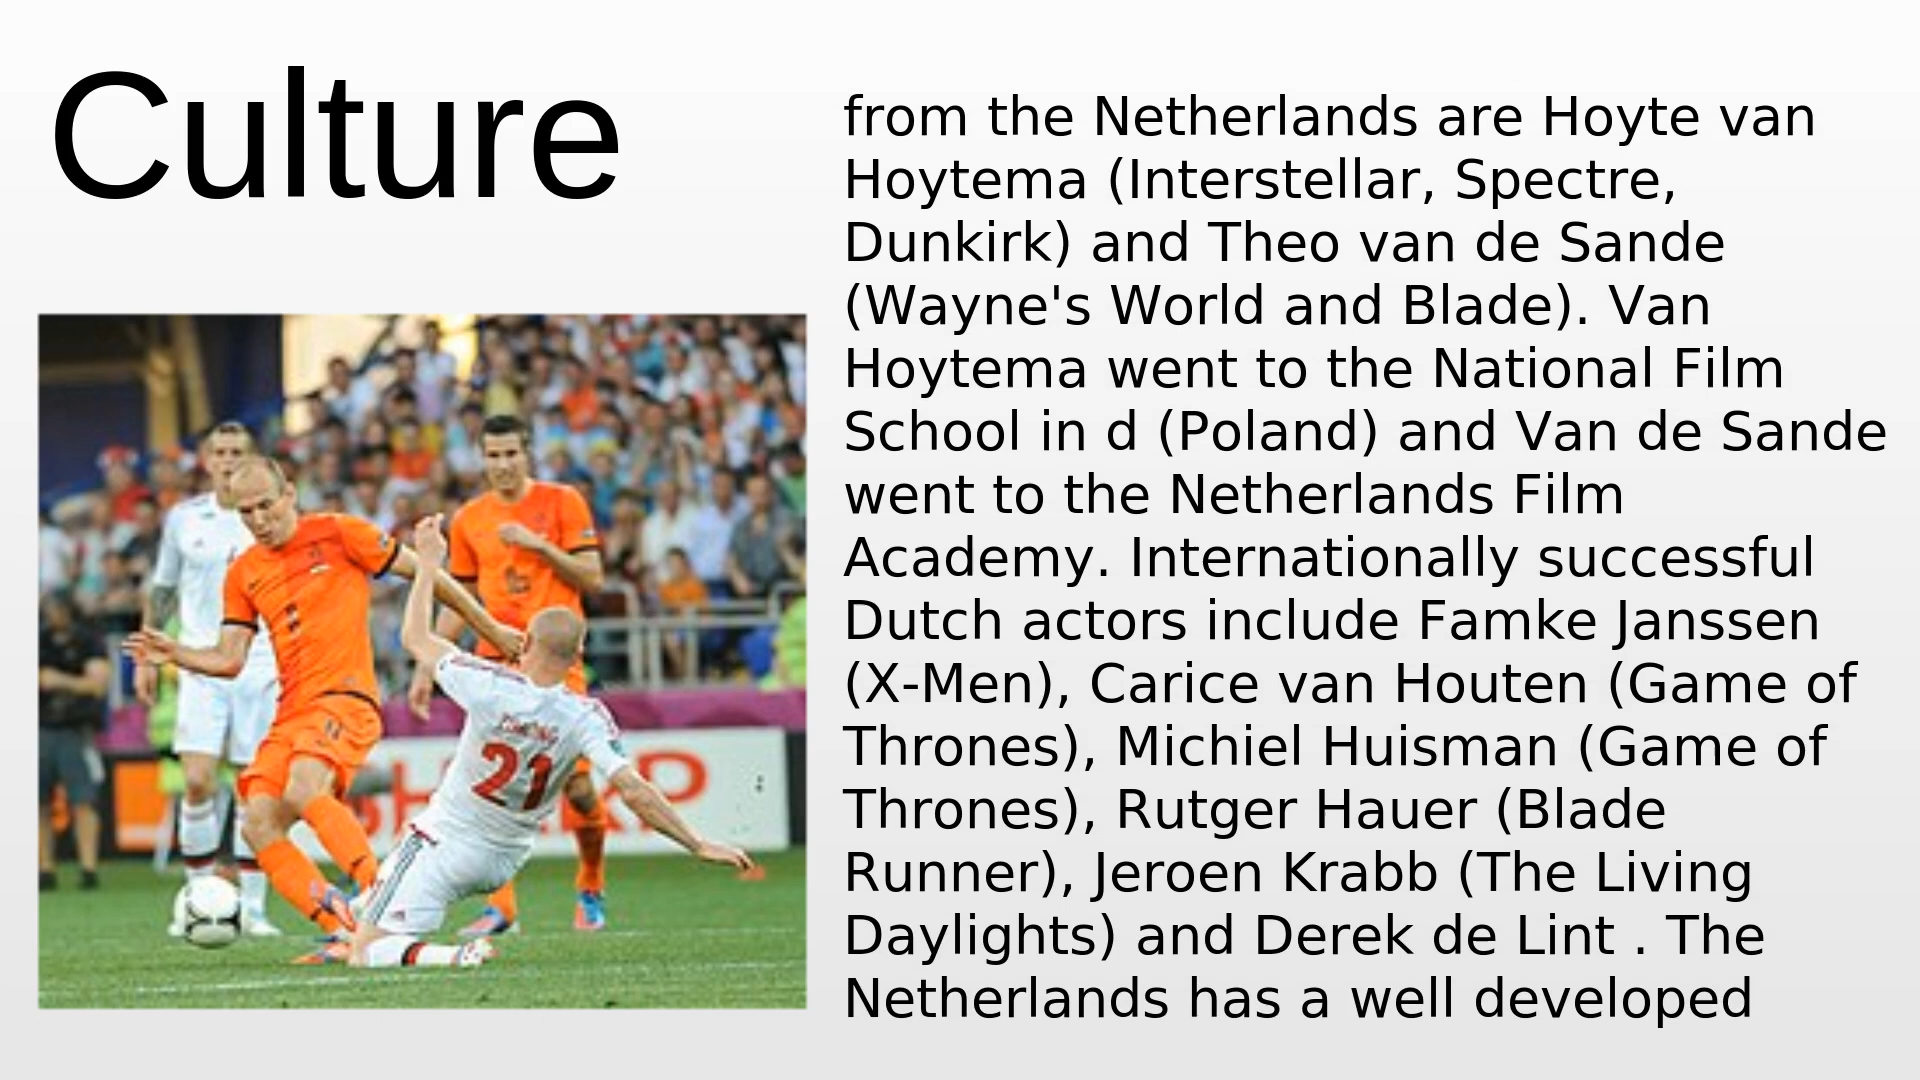 Culture
from the Netherlands are Hoyte van
Hoytema (Interstellar, Spectre,
Dunkirk) and Theo van de Sande
(Wayne's World and Blade). Van
Hoytema went to the National Film
School in d (Poland) and Van de Sande
went to the Netherlands Film
Academy. Internationally successful
Dutch actors include Famke Janssen
(X-Men), Carice van Houten (Game of
Thrones), Michiel Huisman (Game of
Thrones), Rutger Hauer (Blade
Runner), Jeroen Krabb (The Living
Daylights) and Derek de Lint . The
Netherlands has a well developed
21